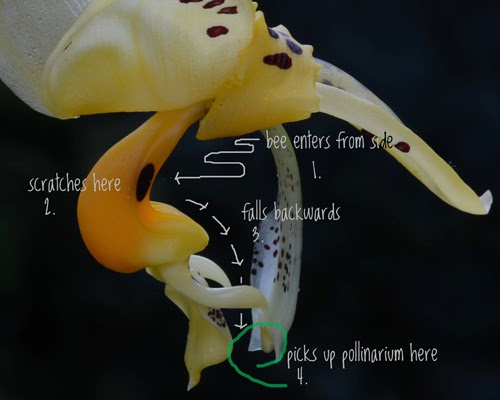 bee enters from side
1.
scratches here
2.
falls backwards
3.
picks up pollinarium here
4.